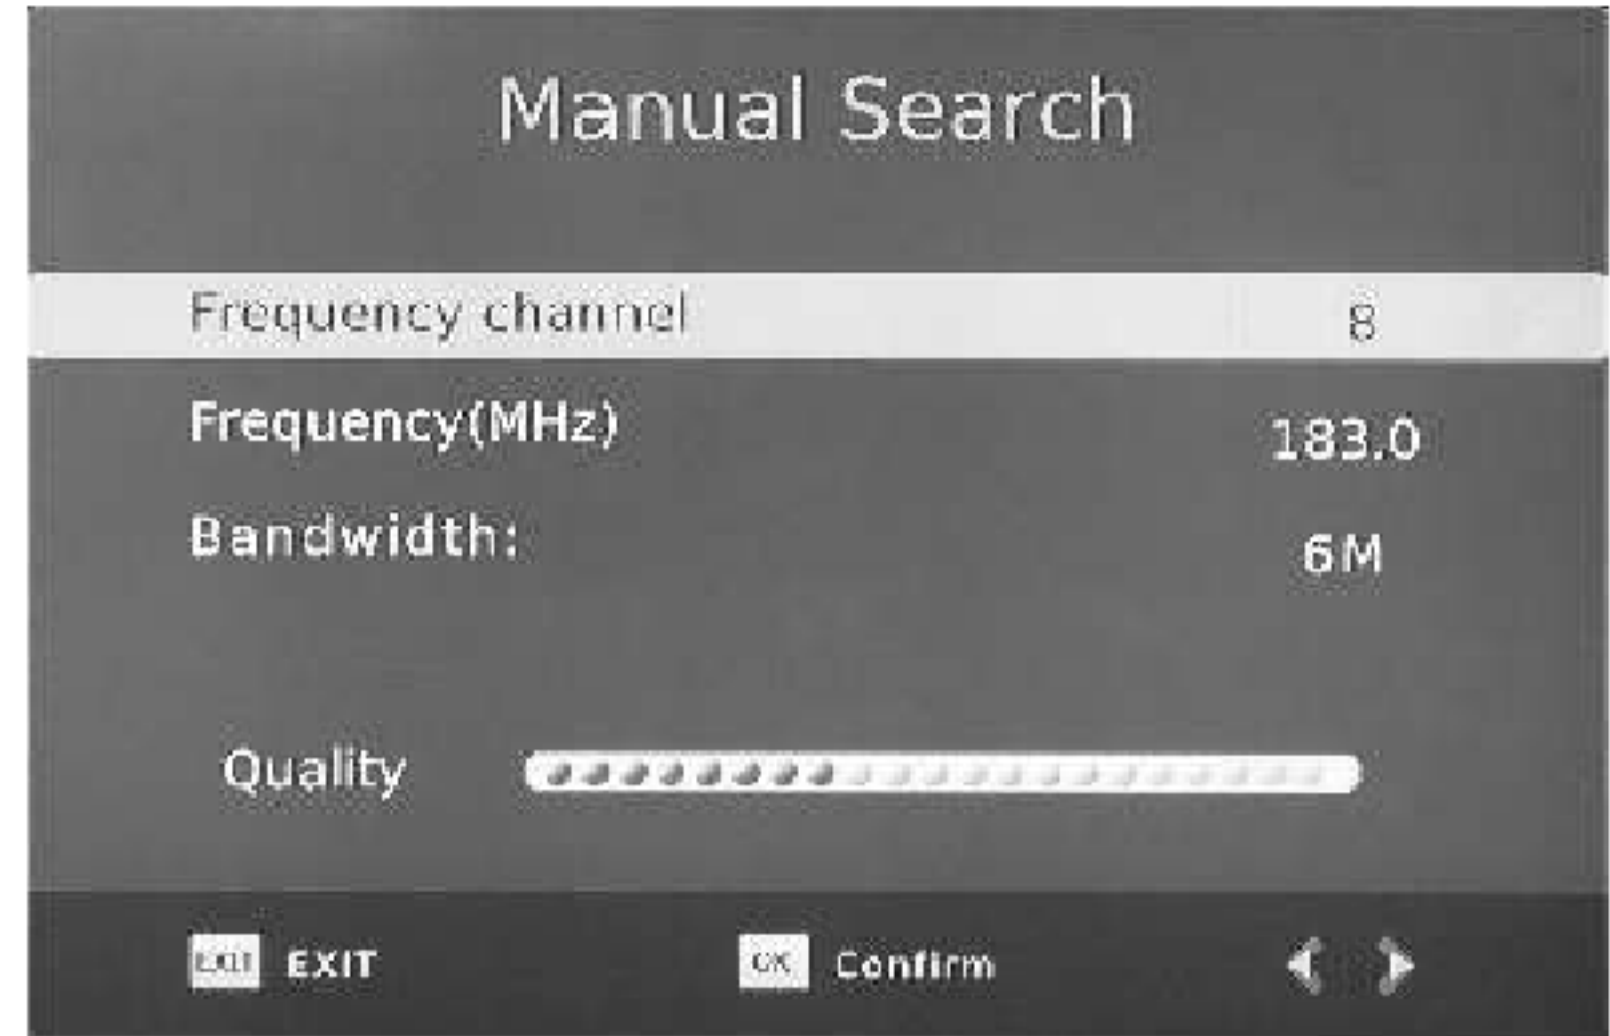 Manual Search
Frequency channel 8
Frequency(MHz) 183.0
Bandwidth: 6M
Quality
EXIT EXIT OK Confirm